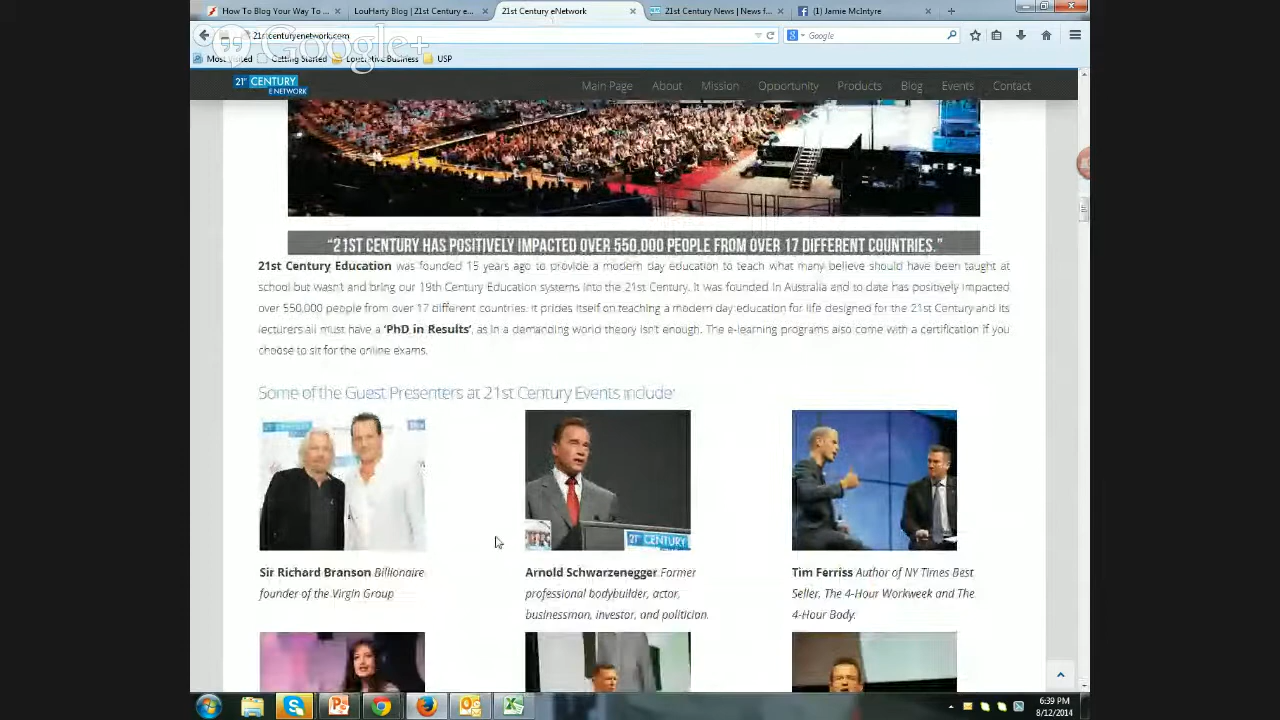 How To Blog Your Way To ...
LouHarty Blog | 21st Century e...
21st Century eNetwork
21st Century News | News f...
(1) Jamie McIntyre
21stcenturyenetwork.com
Google
Google+
Most Visited
Getting Started
Loucrative Business
USP
21ST CENTURY
E NETWORK
Main Page
About
Mission
Opportunity
Products
Blog
Events
Contact
“21ST CENTURY HAS POSITIVELY IMPACTED OVER 550,000 PEOPLE FROM OVER 17 DIFFERENT COUNTRIES.”
21st Century Education was founded 15 years ago to provide a modern day education to teach what many believe should have been taught at
school but wasn't and bring our 19th Century Education systems into the 21st Century. It was founded in Australia and to date has positively impacted
over 550,000 people from over 17 different countries. It prides itself on teaching a modern day education for life designed for the 21st Century and its
lecturers all must have a 'PhD in Results', as in a demanding world theory isn't enough. The e-learning programs also come with a certification if you
choose to sit for the online exams.
Some of the Guest Presenters at 21st Century Events include:
21ST CENTURY
Sir Richard Branson Billionaire
founder of the Virgin Group
Arnold Schwarzenegger Former
professional bodybuilder, actor,
businessman, investor, and politician.
Tim Ferriss Author of NY Times Best
Seller, The 4-Hour Workweek and The
4-Hour Body.
6:39 PM
8/12/2014